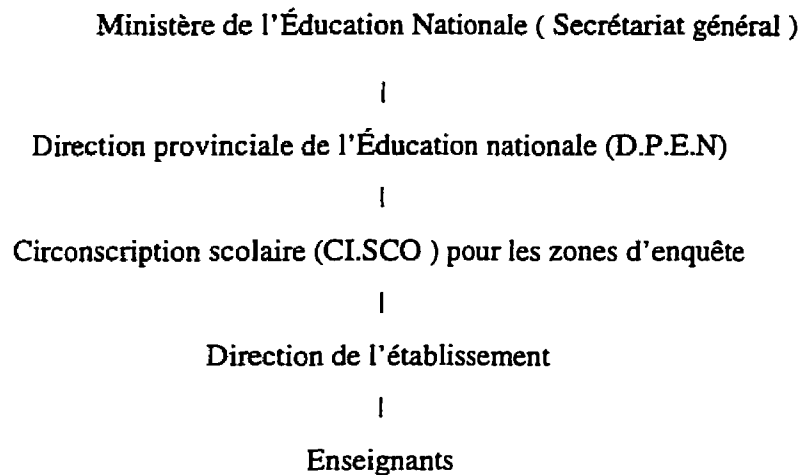 Ministère de l'Éducation Nationale ( Secrétariat général )
|
Direction provinciale de l'Éducation nationale (D.P.E.N)
|
Circonscription scolaire (CI.SCO ) pour les zones d'enquête
|
Direction de l'établissement
|
Enseignants